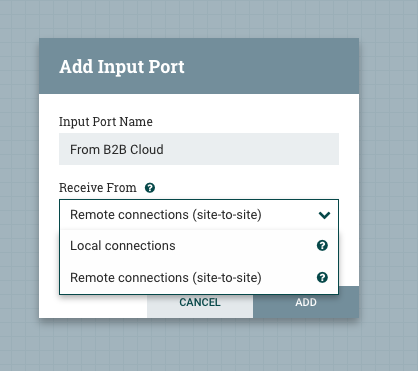 Add Input Port
Input Port Name
From B2B Cloud
Receive From
Remote connections (site-to-site)
Local connections
Remote connections (site-to-site)
CANCEL ADD